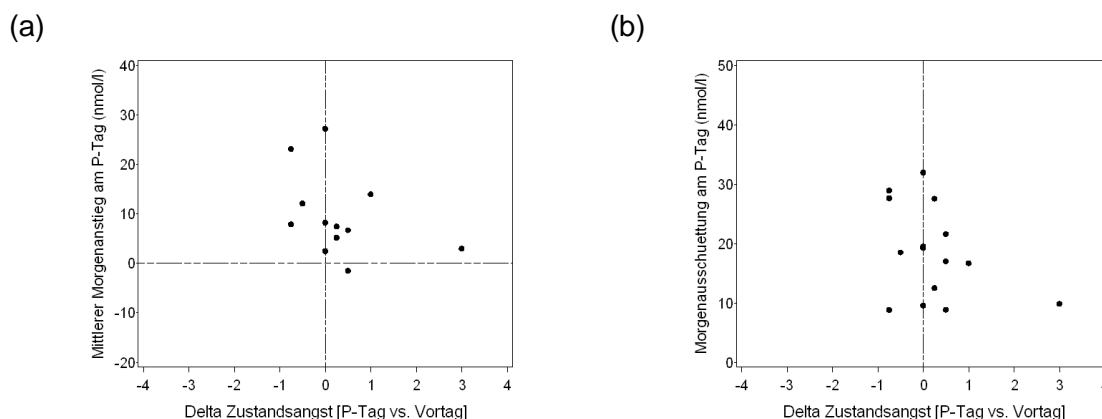 (a)
Mittlerer Morgenanstieg am P-Tag (nmol/l)
40
30
20
10
0
-10
-20
-4 -3 -2 -1 0 1 2 3 4
Delta Zustandsangst [P-Tag vs. Vortag]
(b)
Morgenausschuettung am P-Tag (nmol/l)
50
40
30
20
10
0
-4 -3 -2 -1 0 1 2 3 4
Delta Zustandsangst [P-Tag vs. Vortag]